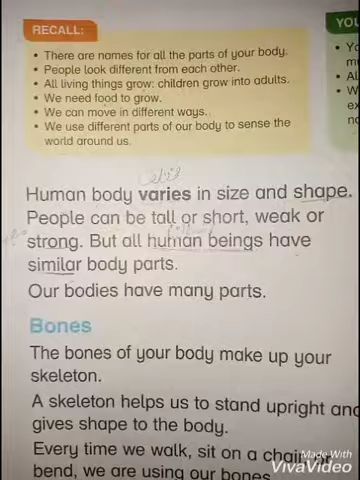 RECALL:
• There are names for all the parts of your body.
• People look different from each other.
• All living things grow: children grow into adults.
• We need food to grow.
• We can move in different ways.
• We use different parts of our body to sense the
world around us.
YOU
• Yo
mu
• Al
• W
ex
no
Human body varies in size and shape.
People can be tall or short, weak or
strong. But all human beings have
similar body parts.
Our bodies have many parts.
Bones
The bones of your body make up your
skeleton.
A skeleton helps us to stand upright and
gives shape to the body.
Every time we walk, sit on a chair, or
bend, we are using our bones
Made With
VivaVideo